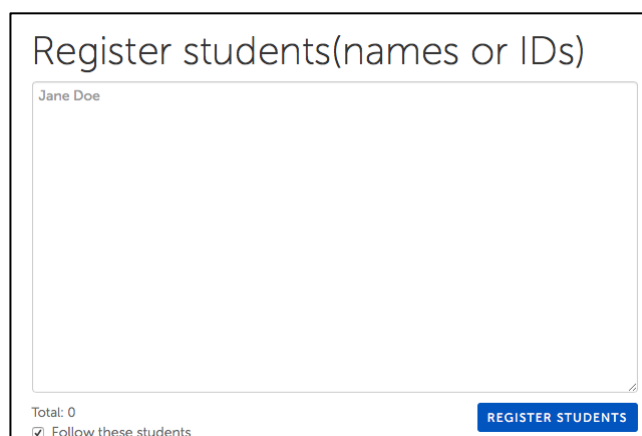 Register students(names or IDs)
Jane Doe
Total: 0
REGISTER STUDENTS
Follow these students